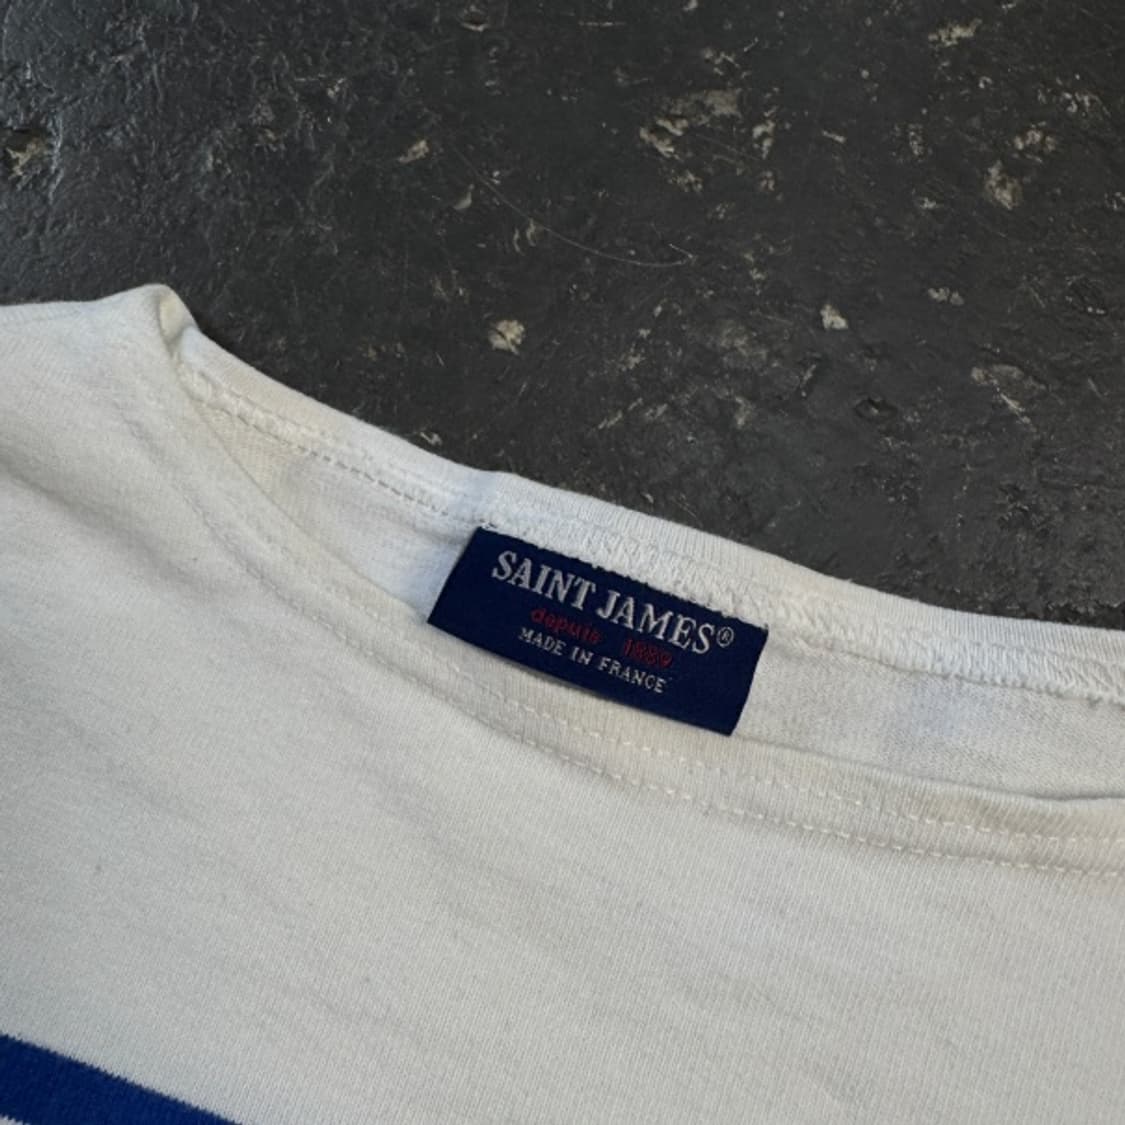 SAINT JAMES®
depuis 1889
MADE IN FRANCE